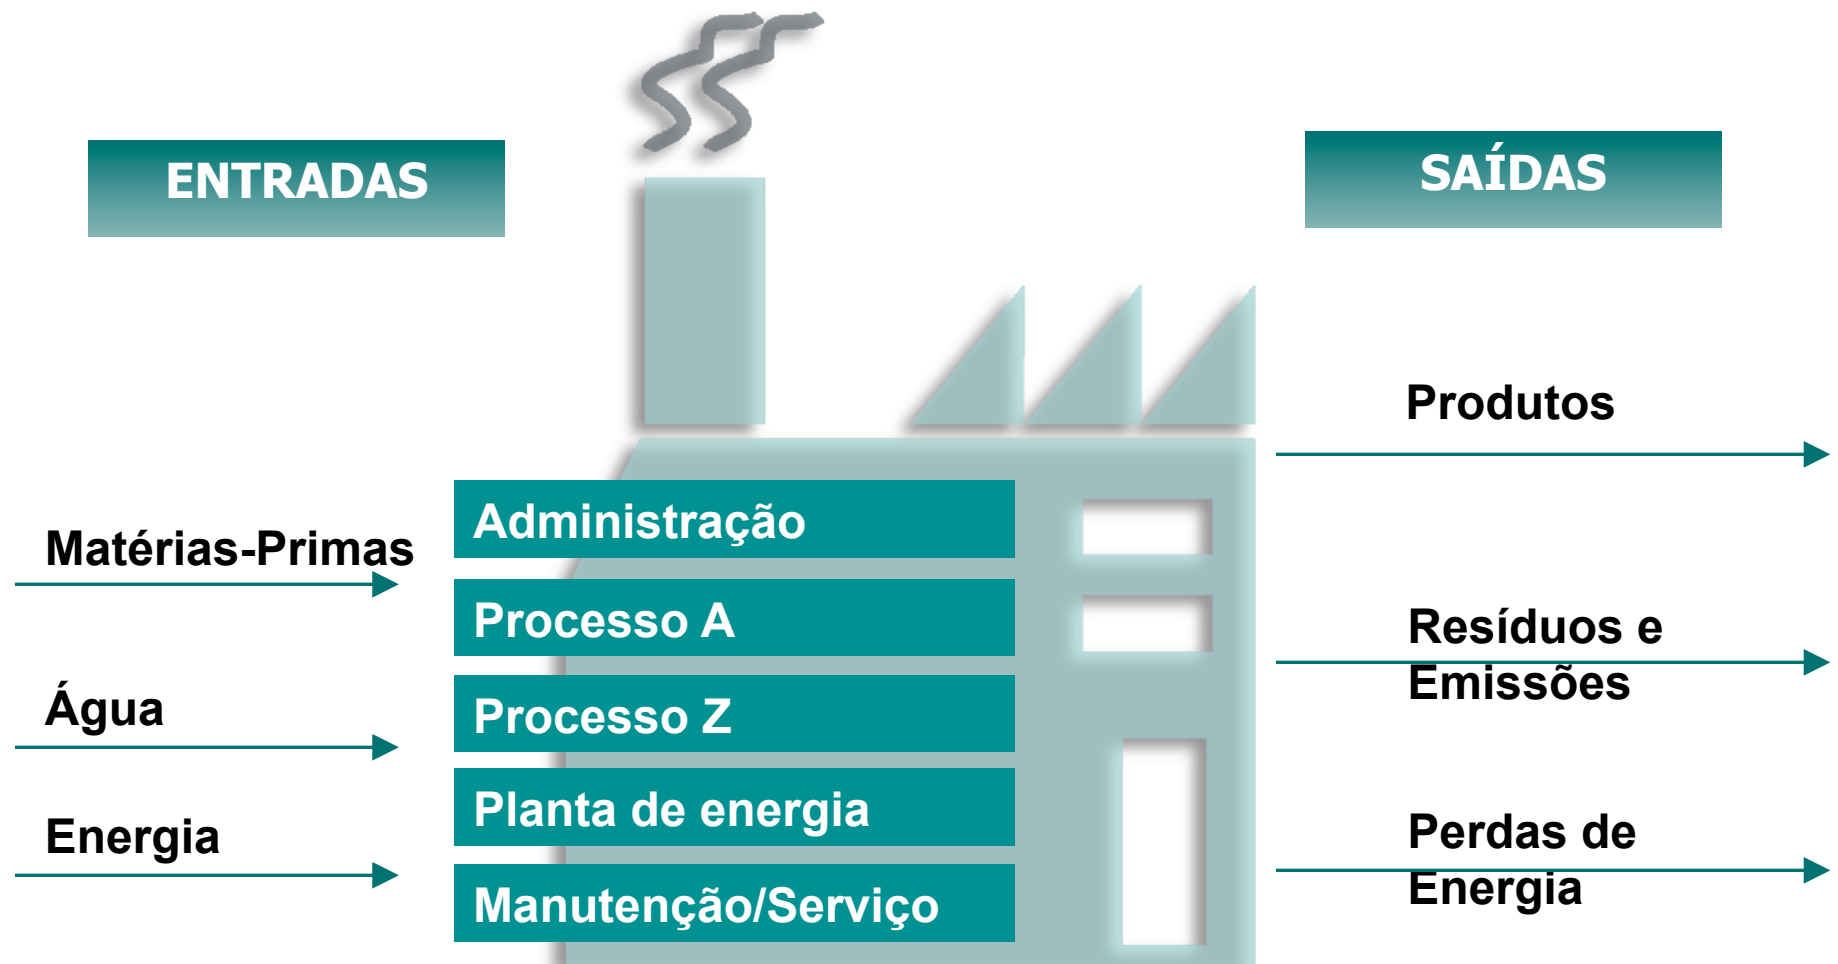 ENTRADAS
SAÍDAS
Matérias-Primas
Água
Energia
Administração
Processo A
Processo Z
Planta de energia
Manutenção/Serviço
Produtos
Resíduos e
Emissões
Perdas de
Energia